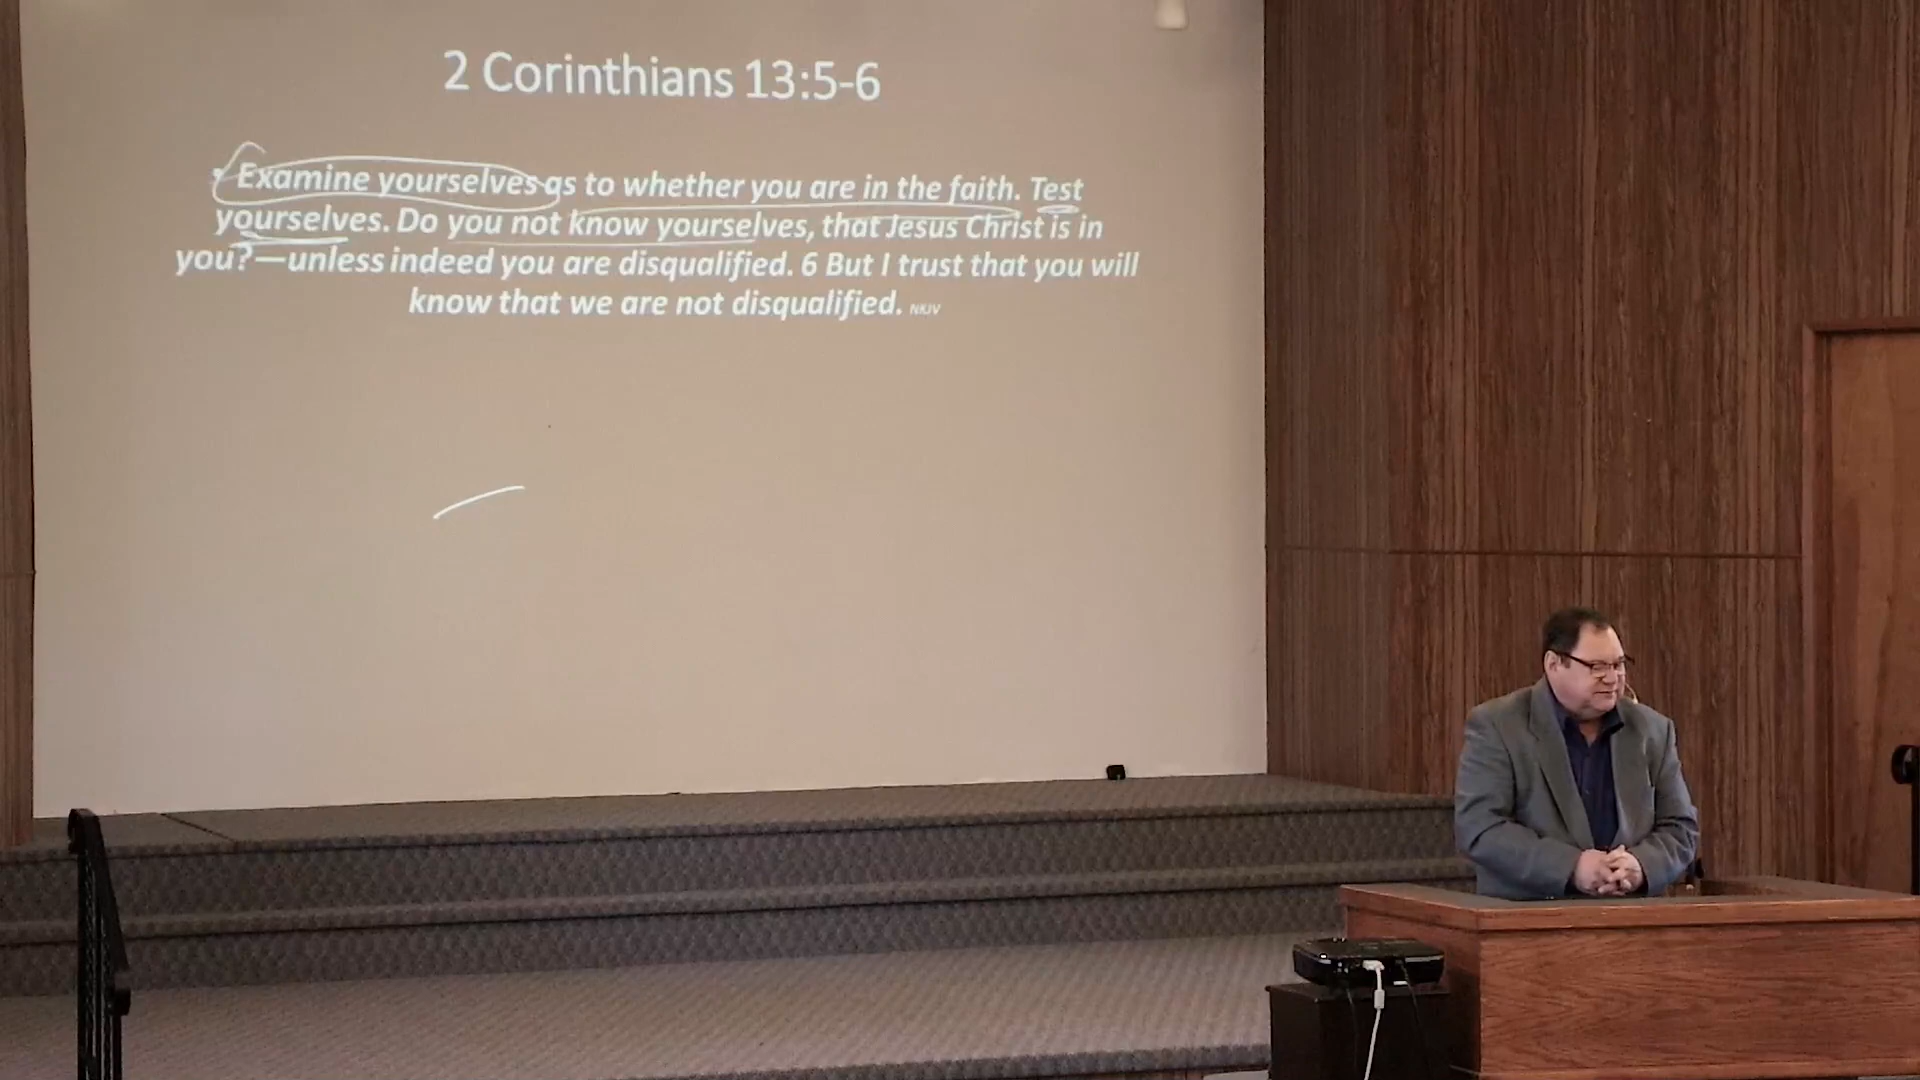 2 Corinthians 13:5-6
• Examine yourselves as to whether you are in the faith. Test
yourselves. Do you not know yourselves, that Jesus Christ is in
you?—unless indeed you are disqualified. 6 But I trust that you will
know that we are not disqualified. NKJV